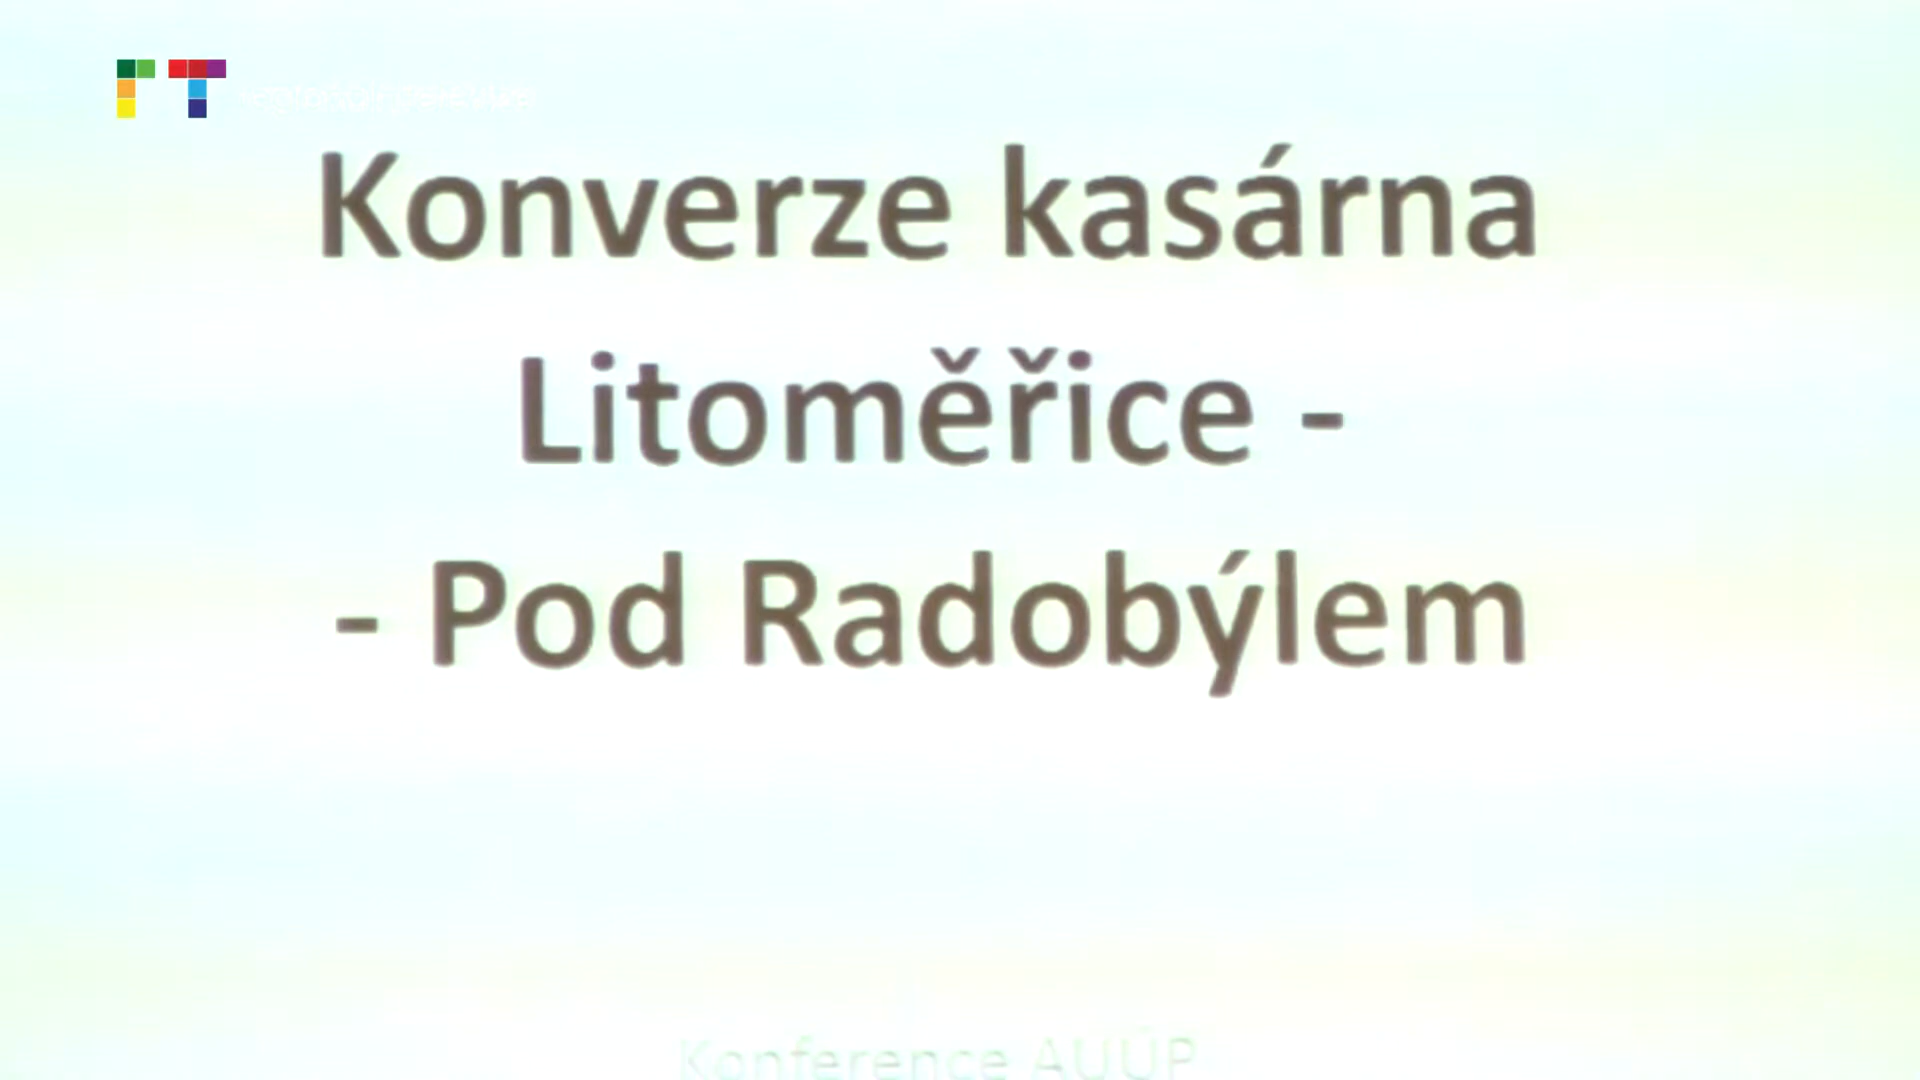 Konverze kasárna
Litoměřice -
- Pod Radobýlem
Konference AUÚP